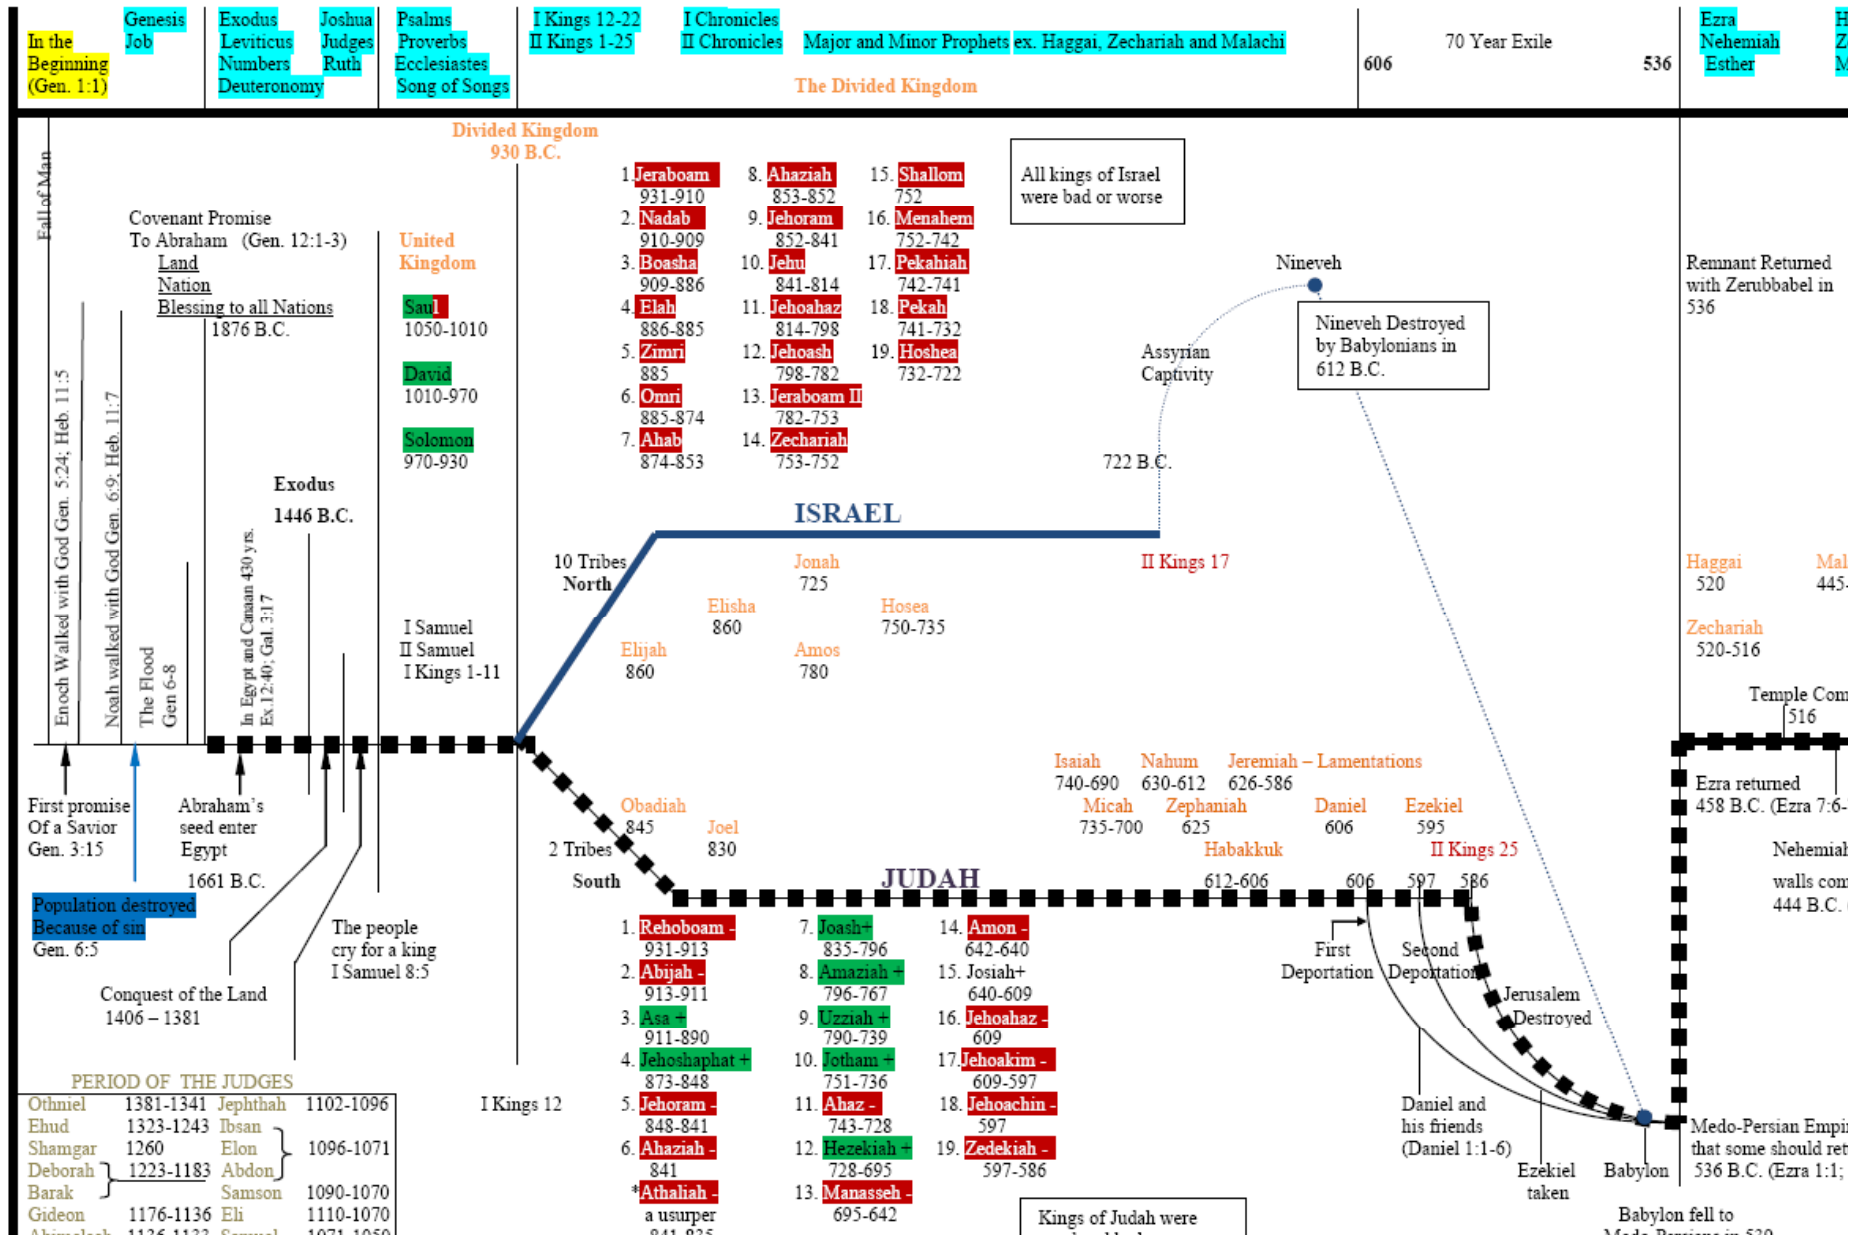 In the
Beginning
(Gen. 1:1)
Genesis
Job
Exodus
Leviticus
Numbers
Deuteronomy
Joshua
Judges
Ruth
Psalms
Proverbs
Ecclesiastes
Song of Songs
I Kings 12-22
II Kings 1-25
I Chronicles
II Chronicles
Major and Minor Prophets ex. Haggai, Zechariah and Malachi
The Divided Kingdom
606
70 Year Exile
536
Ezra
Nehemiah
Esther
Fall of Man
Divided Kingdom
930 B.C.
Covenant Promise
To Abraham (Gen. 12:1-3)
Land
Nation
Blessing to all Nations
1876 B.C.
United
Kingdom
Saul
1050-1010
David
1010-970
Solomon
970-930
1. Jeraboam
931-910
2. Nadab
910-909
3. Boasha
909-886
4. Elah
886-885
5. Zimri
885
6. Omri
885-874
7. Ahab
874-853
8. Ahaziah
853-852
9. Jehoram
852-841
10. Jehu
841-814
11. Jehoahaz
814-798
12. Jehoash
798-782
13. Jeraboam II
782-753
14. Zechariah
753-752
15. Shallom
752
16. Menahem
752-742
17. Pekahiah
742-741
18. Pekah
741-732
19. Hoshea
732-722
All kings of Israel
were bad or worse
Nineveh
Nineveh Destroyed
by Babylonians in
612 B.C.
Assyrian
Captivity
722 B.C.
Remnant Returned
with Zerubbabel in
536
Enoch Walked with God Gen. 5:24; Heb. 11:5
Noah walked with God Gen. 6:9; Heb. 11:7
The Flood
Gen 6-8
In Egypt and Canaan 430 yrs.
Ex.12:40; Gal. 3:17
Exodus
1446 B.C.
I Samuel
II Samuel
I Kings 1-11
ISRAEL
10 Tribes
North
Jonah
725
Elisha
860
Hosea
750-735
Elijah
860
Amos
780
II Kings 17
Haggai
520
Mal
445-
Zechariah
520-516
Temple Com
516
First promise
Of a Savior
Gen. 3:15
Abraham's
seed enter
Egypt
1661 B.C.
Population destroyed
Because of sin
Gen. 6:5
Conquest of the Land
1406 – 1381
The people
cry for a king
I Samuel 8:5
Obadiah
845
Joel
830
2 Tribes
South
Isaiah
740-690
Nahum
630-612
Jeremiah – Lamentations
626-586
Micah
735-700
Zephaniah
625
Daniel
606
Ezekiel
595
Habakkuk
612-606
II Kings 25
JUDAH
606
597
586
Ezra returned
458 B.C. (Ezra 7:6-
Nehemiah
walls com
444 B.C. (
1. Rehoboam -
931-913
2. Abijah -
913-911
3. Asa +
911-890
4. Jehoshaphat +
873-848
5. Jehoram -
848-841
6. Ahaziah -
841
*Athaliah -
a usurper
841-835
7. Joash+
835-796
8. Amaziah +
796-767
9. Uzziah +
790-739
10. Jotham +
751-736
11. Ahaz -
743-728
12. Hezekiah +
728-695
13. Manasseh -
695-642
14. Amon -
642-640
15. Josiah+
640-609
16. Jehoahaz -
609
17. Jehoakim -
609-597
18. Jehoachin -
597
19. Zedekiah -
597-586
First
Deportation
Second
Deportation
Jerusalem
Destroyed
Daniel and
his friends
(Daniel 1:1-6)
Ezekiel
taken
Babylon
Medo-Persian Empi
that some should ret
536 B.C. (Ezra 1:1;
Babylon fell to
I Kings 12
Kings of Judah were
PERIOD OF THE JUDGES
Othniel 1381-1341 Jephthah 1102-1096
Ehud 1323-1243 Ibsan
Shamgar 1260 Elon 1096-1071
Deborah 1223-1183 Abdon
Barak Samson 1090-1070
Gideon 1176-1136 Eli 1110-1070